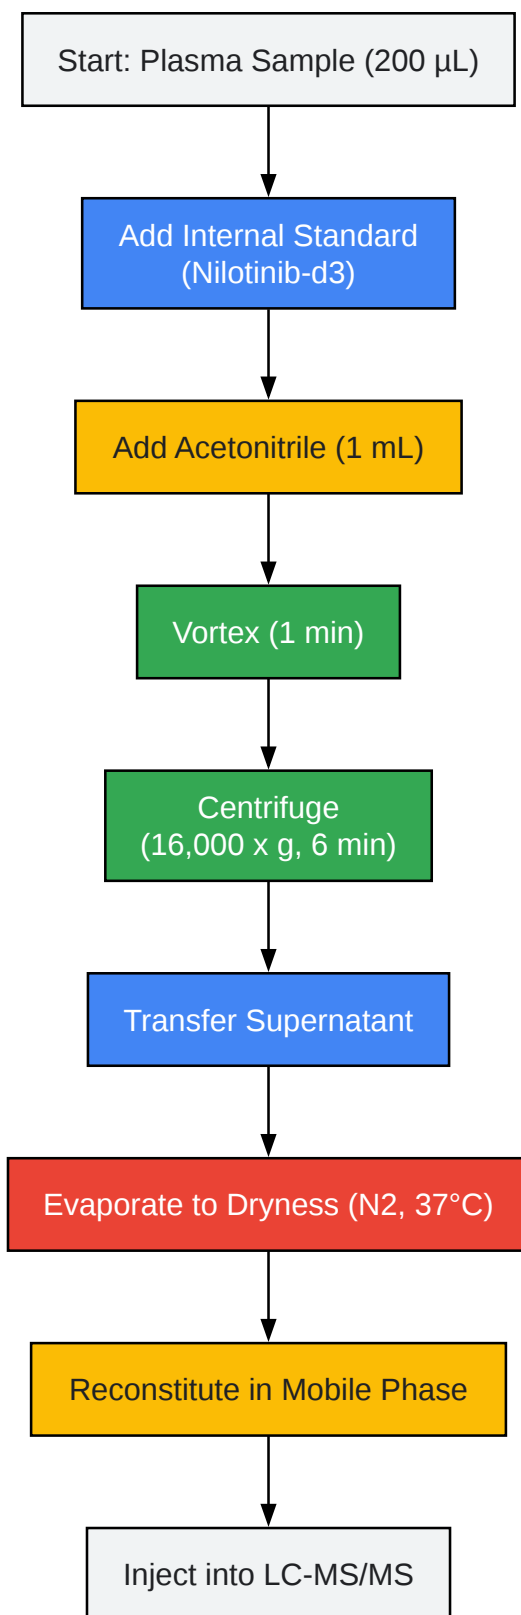 Start: Plasma Sample (200 µL)
Add Internal Standard
(Nilotinib-d3)
Add Acetonitrile (1 mL)
Vortex (1 min)
Centrifuge
(16,000 x g, 6 min)
Transfer Supernatant
Evaporate to Dryness (N2, 37°C)
Reconstitute in Mobile Phase
Inject into LC-MS/MS